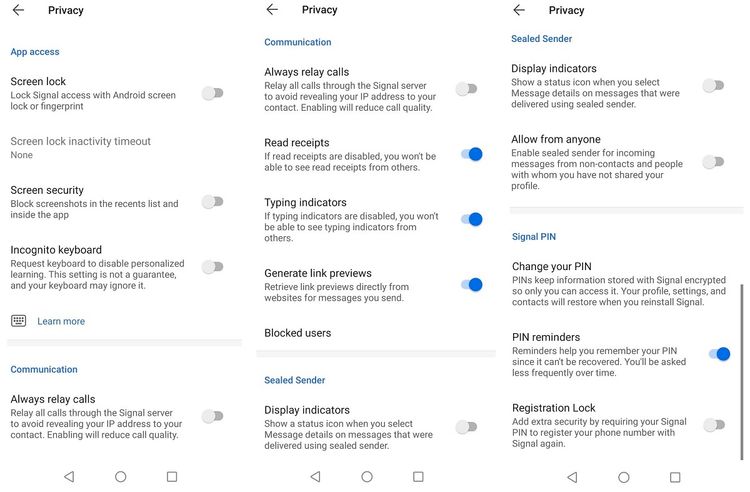 Privacy
App access
Screen lock
Lock Signal access with Android screen
lock or fingerprint
Screen lock inactivity timeout
None
Screen security
Block screenshots in the recents list and
inside the app
Incognito keyboard
Request keyboard to disable personalized
learning. This setting is not a guarantee,
and your keyboard may ignore it.
Learn more
Communication
Always relay calls
Relay all calls through the Signal server
to avoid revealing your IP address to your
contact. Enabling will reduce call quality.
Privacy
Communication
Always relay calls
Relay all calls through the Signal server
to avoid revealing your IP address to your
contact. Enabling will reduce call quality.
Read receipts
If read receipts are disabled, you won't be
able to see read receipts from others.
Typing indicators
If typing indicators are disabled, you won't
be able to see typing indicators from
others.
Generate link previews
Retrieve link previews directly from
websites for messages you send.
Blocked users
Sealed Sender
Display indicators
Show a status icon when you select
Message details on messages that were
delivered using sealed sender.
Privacy
Sealed Sender
Display indicators
Show a status icon when you select
Message details on messages that were
delivered using sealed sender.
Allow from anyone
Enable sealed sender for incoming
messages from non-contacts and people
with whom you have not shared your
profile.
Signal PIN
Change your PIN
PINs keep information stored with Signal encrypted
so only you can access it. Your profile, settings, and
contacts will restore when you reinstall Signal.
PIN reminders
Reminders help you remember your PIN
since it can't be recovered. You'll be asked
less frequently over time.
Registration Lock
Add extra security by requiring your Signal
PIN to register your phone number with
Signal again.